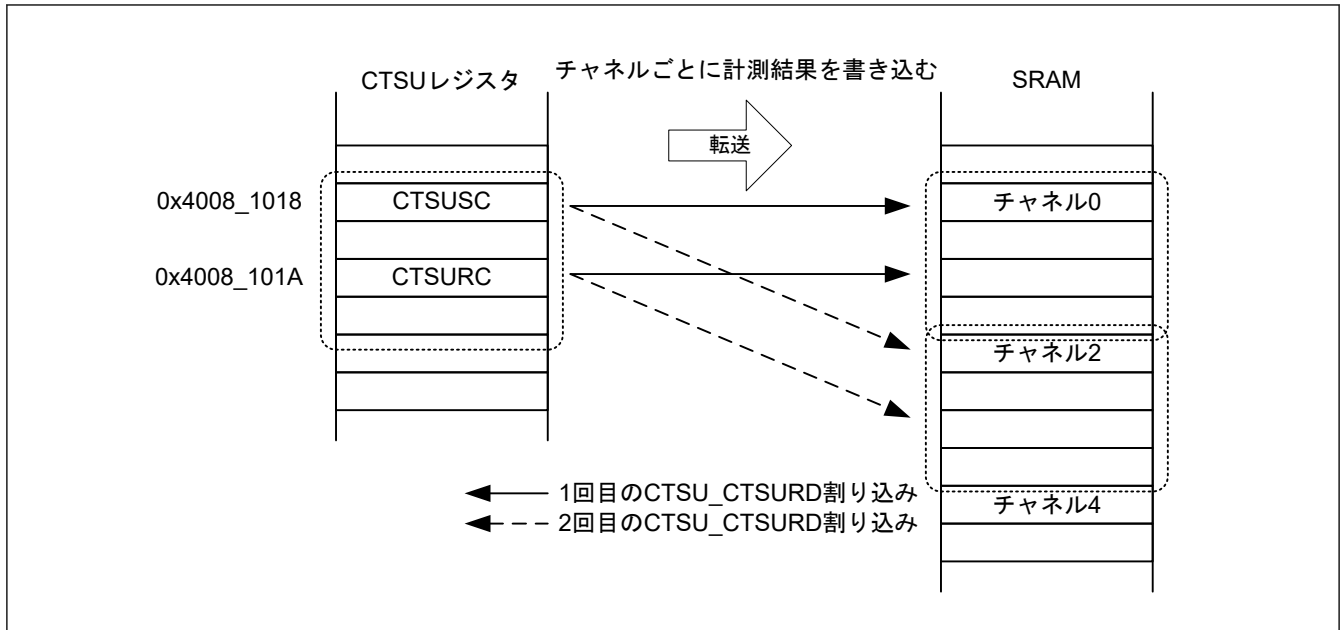 CTSUレジスタ
チャネルごとに計測結果を書き込む
SRAM
転送
0x4008_1018
CTSUSC
チャネル0
0x4008_101A
CTSURC
チャネル2
1回目のCTSU_CTSURD割り込み
2回目のCTSU_CTSURD割り込み
チャネル4